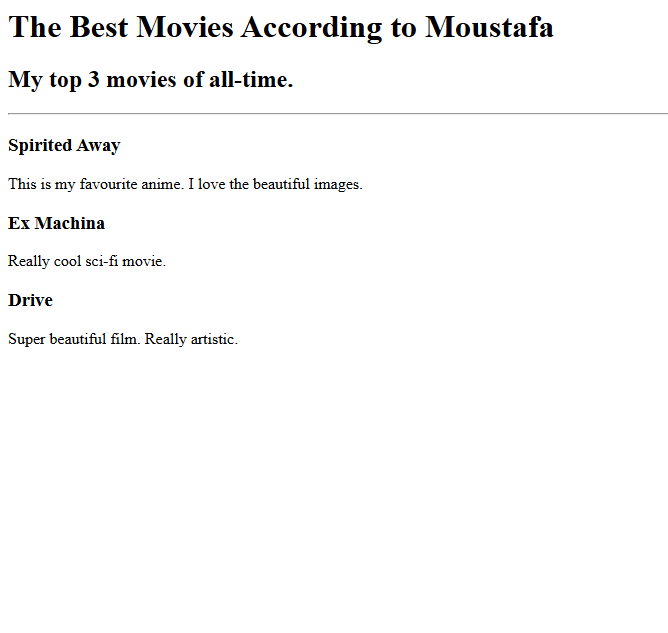 The Best Movies According to Moustafa
My top 3 movies of all-time.
Spirited Away
This is my favourite anime. I love the beautiful images.
Ex Machina
Really cool sci-fi movie.
Drive
Super beautiful film. Really artistic.